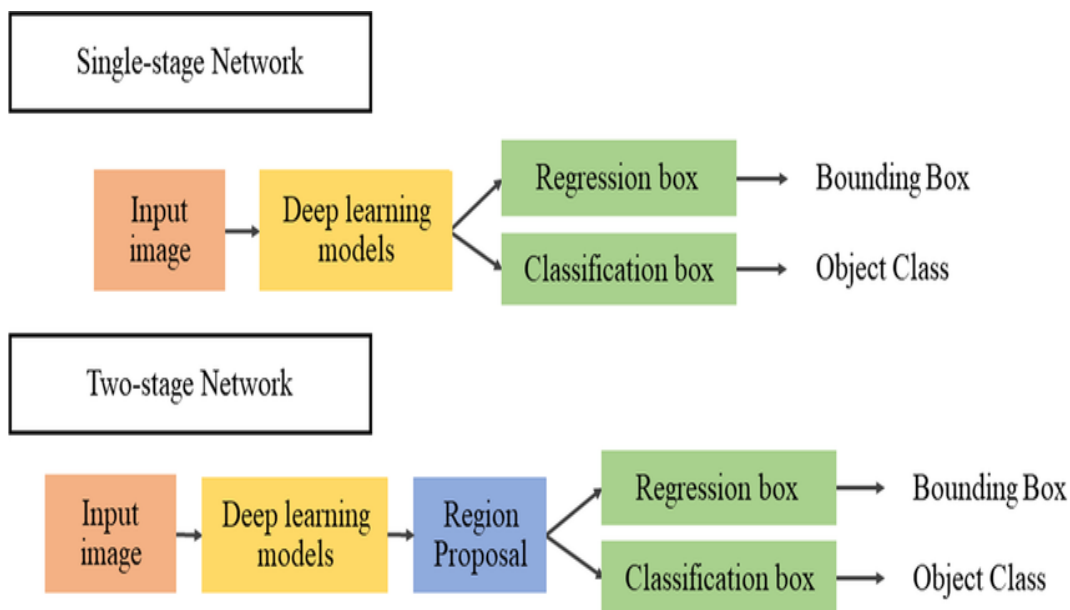 Single-stage Network
Input
image
Deep learning
models
Regression box
Bounding Box
Classification box
Object Class
Two-stage Network
Input
image
Deep learning
models
Region
Proposal
Regression box
Bounding Box
Classification box
Object Class